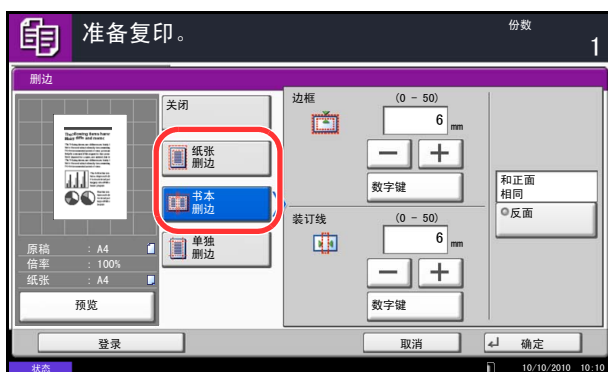 准备复印。
份数
1
删边
关闭
纸张
删边
书本
删边
单独
删边
原稿 : A4
倍率 : 100%
纸张 : A4
预览
边框 (0 - 50)
6 mm
数字键
装订线 (0 - 50)
6 mm
数字键
和正面
相同
反面
登录
取消
确定
状态
10/10/2010 10:10